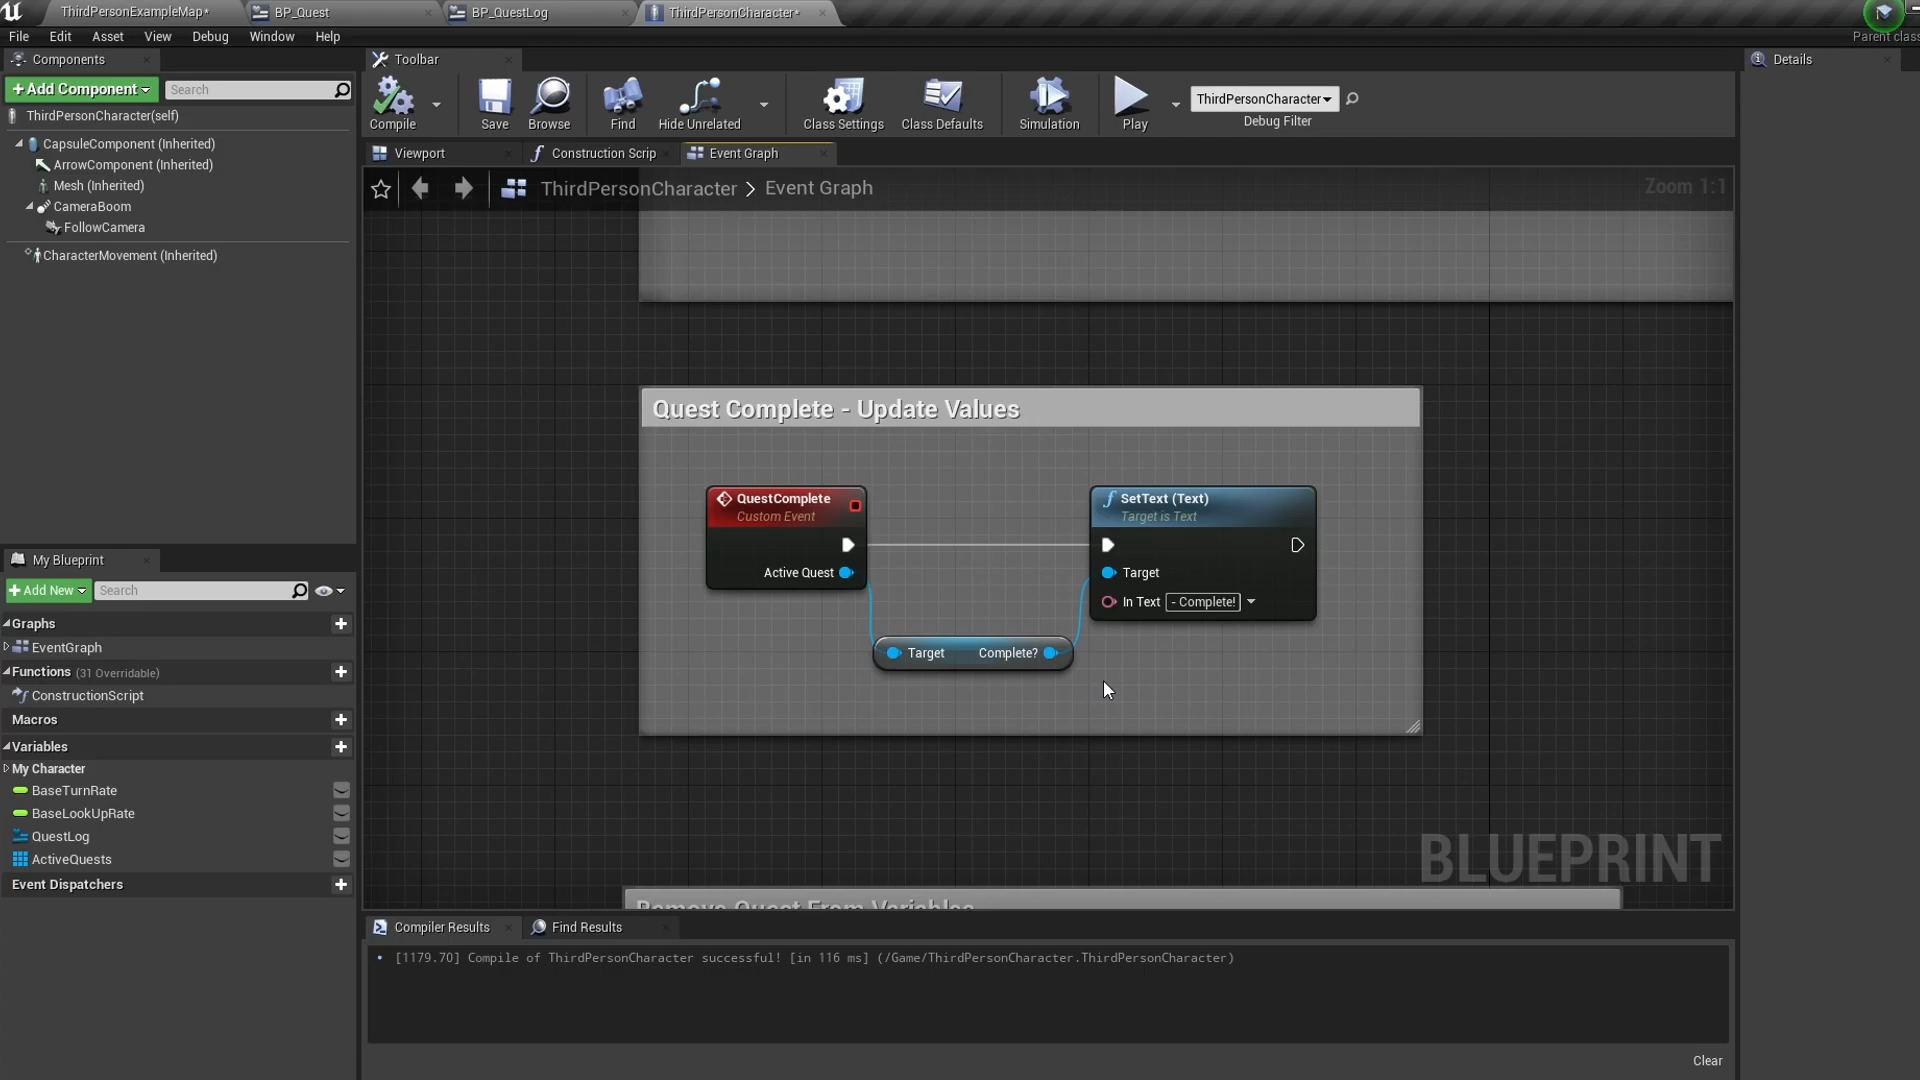 ThirdPersonExampleMap*
BP_Quest
BP_QuestLog
ThirdPersonCharacter*
File Edit Asset View Debug Window Help
Parent clas
Components
+Add Component
Search
ThirdPersonCharacter(self)
CapsuleComponent (Inherited)
ArrowComponent (Inherited)
Mesh (Inherited)
CameraBoom
FollowCamera
CharacterMovement (Inherited)
Toolbar
Compile
Save
Browse
Find
Hide Unrelated
Class Settings
Class Defaults
Simulation
Play
ThirdPersonCharacter
Debug Filter
Details
Viewport
Construction Scrip
Event Graph
ThirdPersonCharacter > Event Graph
Zoom 1:1
Quest Complete - Update Values
QuestComplete
Custom Event
Active Quest
SetText (Text)
Target is Text
Target
In Text - Complete!
Target Complete?
BLUEPRINT
Remove Quest From Variables
My Blueprint
+Add New
Search
Graphs
EventGraph
Functions (31 Overridable)
ConstructionScript
Macros
Variables
My Character
BaseTurnRate
BaseLookUpRate
QuestLog
ActiveQuests
Event Dispatchers
Compiler Results
Find Results
[1179.70] Compile of ThirdPersonCharacter successful! [in 116 ms] (/Game/ThirdPersonCharacter.ThirdPersonCharacter)
Clear